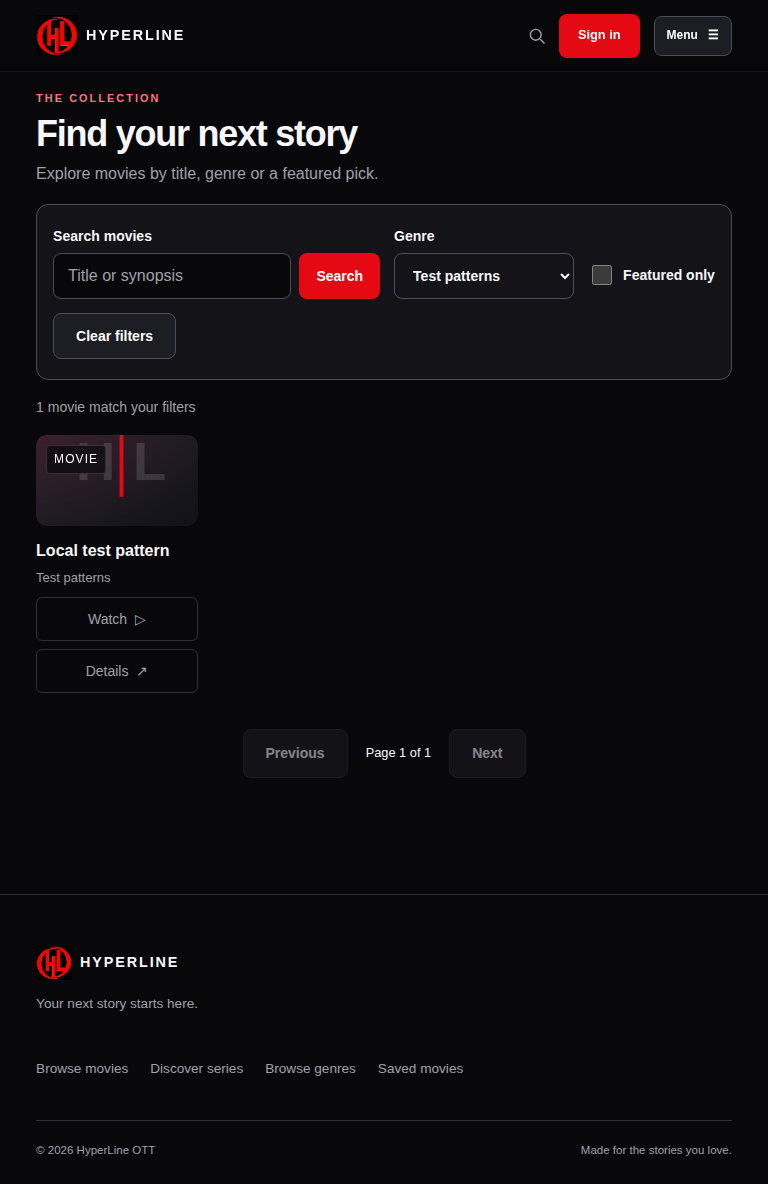 HL HYPERLINE
Sign in
Menu ☰
THE COLLECTION
Find your next story
Explore movies by title, genre or a featured pick.
Search movies
Genre
Title or synopsis
Search
Test patterns
Featured only
Clear filters
1 movie match your filters
MOVIE
H L
Local test pattern
Test patterns
Watch ▷
Details ↗
Previous
Page 1 of 1
Next
HL HYPERLINE
Your next story starts here.
Browse movies Discover series Browse genres Saved movies
© 2026 HyperLine OTT
Made for the stories you love.